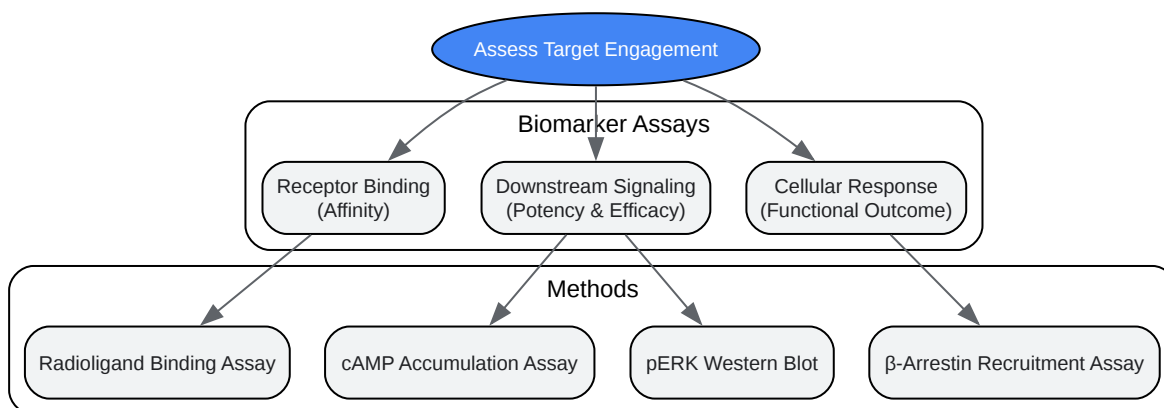 Assess Target Engagement
Biomarker Assays
Receptor Binding
(Affinity)
Downstream Signaling
(Potency & Efficacy)
Cellular Response
(Functional Outcome)
Methods
Radioligand Binding Assay
cAMP Accumulation Assay
pERK Western Blot
β-Arrestin Recruitment Assay